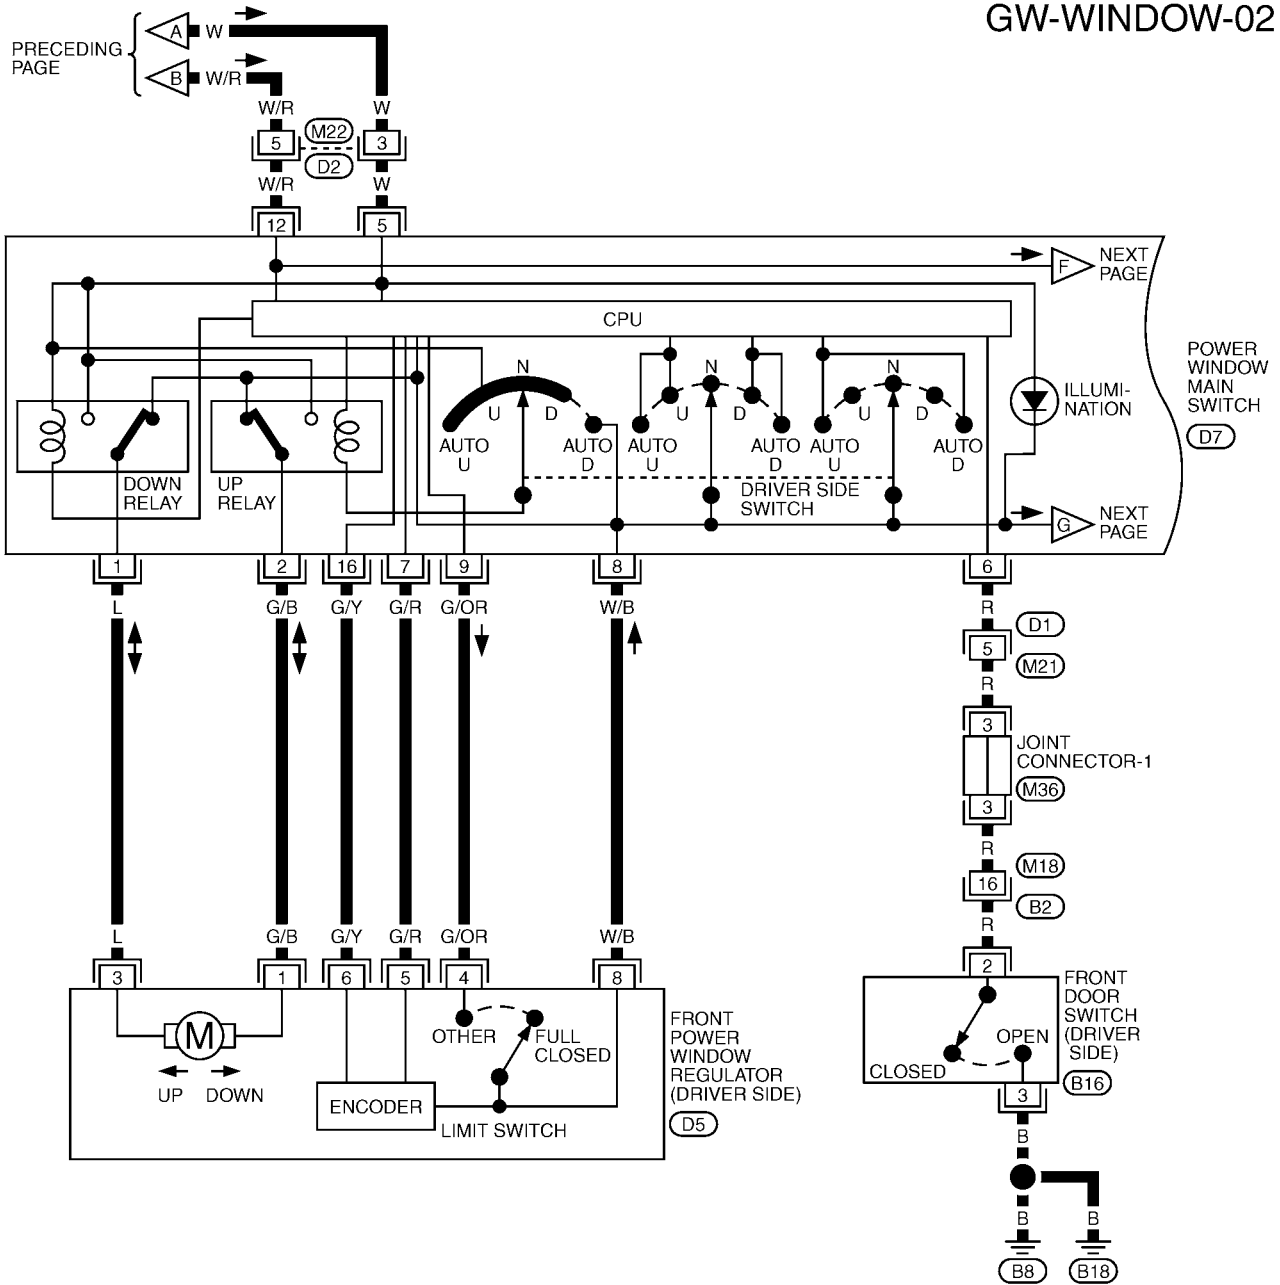 GW-WINDOW-02
PRECEDING
PAGE
A W
B W/R
W/R W
5 M22 3
D2
W/R W
12 5
F NEXT
PAGE
CPU
POWER
WINDOW
MAIN
SWITCH
D7
N N N
U D U D U D
ILLUMI-
NATION
AUTO
U
AUTO
D
AUTO
U
AUTO
D
AUTO
U
AUTO
D
DOWN
RELAY
UP
RELAY
DRIVER SIDE
SWITCH
G NEXT
PAGE
1 2 16 7 9 8 6
L G/B G/Y G/R G/OR W/B R
D1
5
M21
R
3
JOINT
CONNECTOR-1
M36
3
R
M18
16
B2
R
L G/B G/Y G/R G/OR W/B
3 1 6 5 4 8
2
FRONT
DOOR
SWITCH
(DRIVER
SIDE)
B16
OPEN
CLOSED
3
M
UP DOWN
OTHER FULL
CLOSED
ENCODER
LIMIT SWITCH
FRONT
POWER
WINDOW
REGULATOR
(DRIVER SIDE)
D5
B
B B
B8 B18